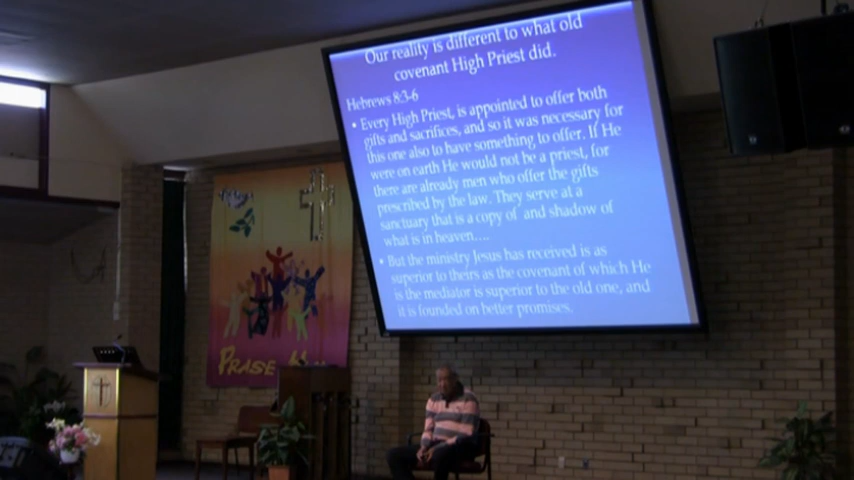 Our reality is different to what old
covenant High Priest did.
Hebrews 8:3-6
• Every High Priest, is appointed to offer both
gifts and sacrifices, and so it was necessary for
this one also to have something to offer. If He
were on earth He would not be a priest, for
there are already men who offer the gifts
prescribed by the law. They serve at a
sanctuary that is a copy of and shadow of
what is in heaven....
• But the ministry Jesus has received is as
superior to theirs as the covenant of which He
is the mediator is superior to the old one, and
it is founded on better promises.
PRAISE